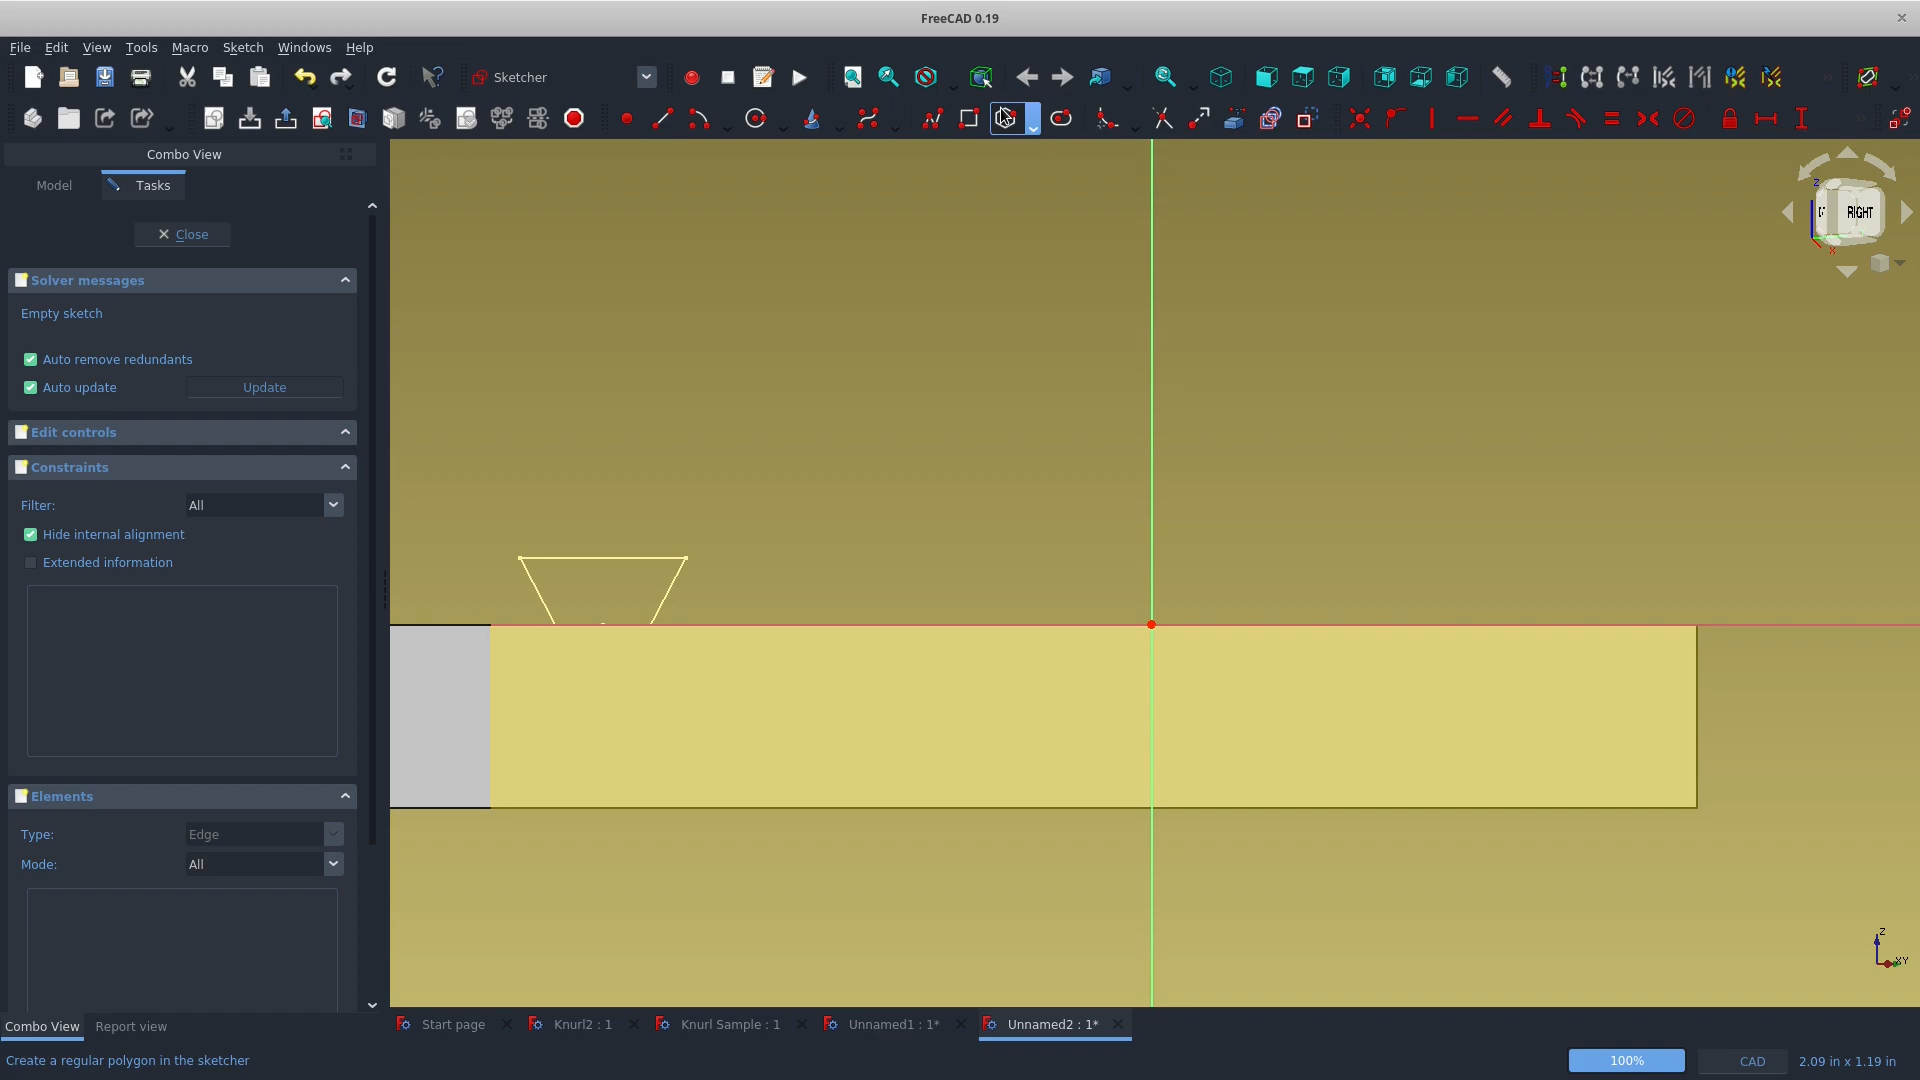 FreeCAD 0.19
File Edit View Tools Macro Sketch Windows Help
Sketcher
Combo View
Model Tasks
Close
Solver messages
Empty sketch
Auto remove redundants
Auto update Update
Edit controls
Constraints
Filter: All
Hide internal alignment
Extended information
Elements
Type: Edge
Mode: All
Z
RIGHT
X
Z
Combo View Report view
Start page Knurl2 : 1 Knurl Sample : 1 Unnamed1 : 1* Unnamed2 : 1*
Create a regular polygon in the sketcher
100% CAD 2.09 in x 1.19 in